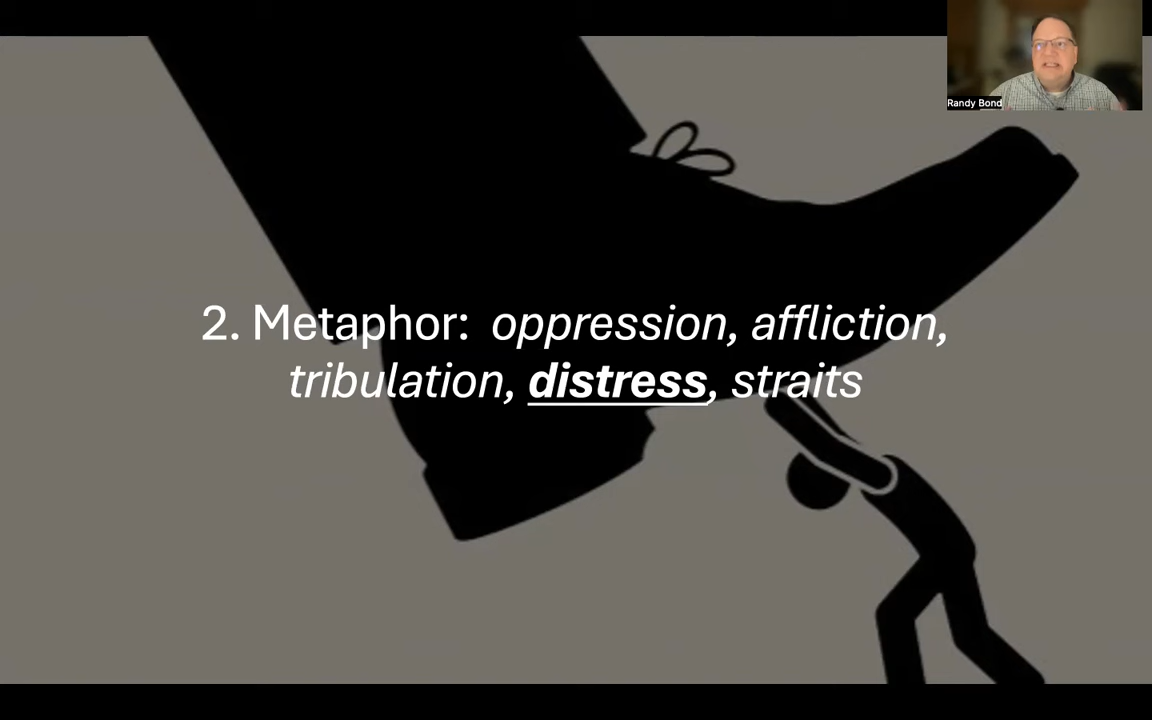 Randy Bond
2. Metaphor: oppression, affliction,
tribulation, distress, straits